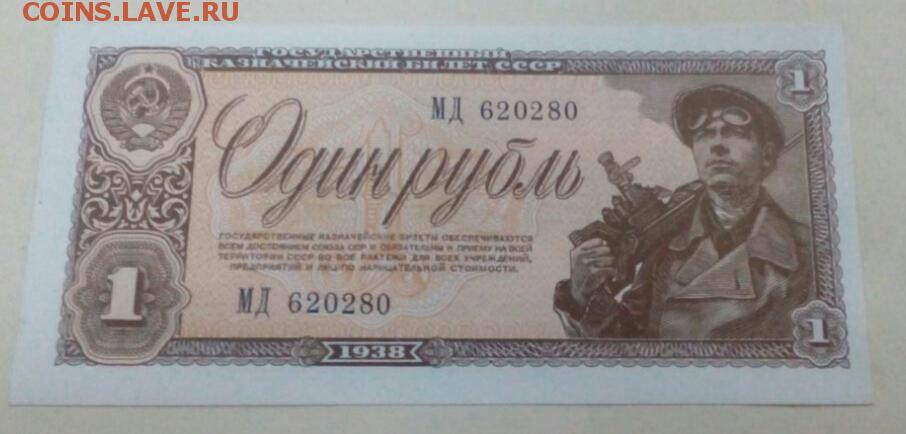 COINS.LAVE.RU
ГОСУДАРСТВЕННЫЙ
КАЗНАЧЕЙСКИЙ БИЛЕТ СССР
1
МД 620280
Один рубль
ГОСУДАРСТВЕННЫЕ КАЗНАЧЕЙСКИЕ БИЛЕТЫ ОБЕСПЕЧИВАЮТСЯ
ВСЕМ ДОСТОЯНИЕМ СОЮЗА ССР И ОБЯЗАТЕЛЬНЫ К ПРИЕМУ НА ВСЕЙ
ТЕРРИТОРИИ СССР ВО ВСЕ ПЛАТЕЖИ ДЛЯ ВСЕХ УЧРЕЖДЕНИЙ,
ПРЕДПРИЯТИЙ И ЛИЦ ПО НАРИЦАТЕЛЬНОЙ СТОИМОСТИ.
1
МД 620280
1
1938